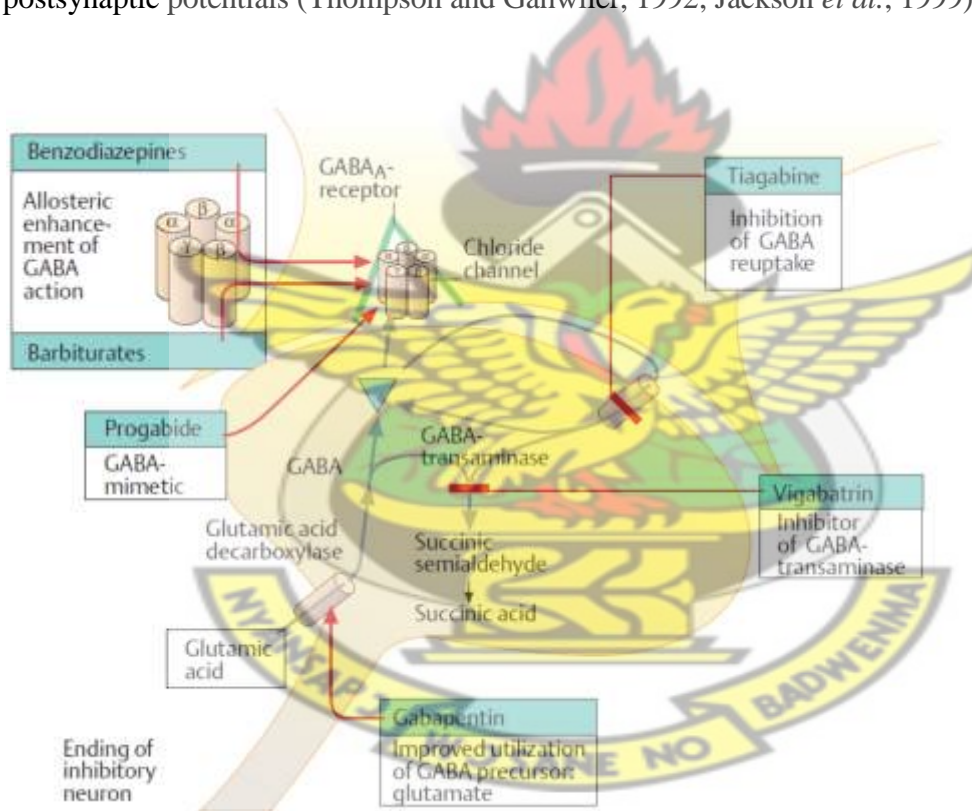 postsynaptic potentials (Thompson and Gahwiler, 1992; Jackson et al., 1999)
Benzodiazepines
Allosteric
enhance-
ment of
GABA
action
β
α
α
γ
β
Barbiturates
GABAA-
receptor
Chloride
channel
Tiagabine
Inhibition
of GABA
reuptake
Progabide
GABA-
mimetic
GABA
GABA-
transaminase
Vigabatrin
Inhibitor
of GABA-
transaminase
Glutamic acid
decarboxylase
Succinic
semialdehyde
Succinic acid
Glutamic
acid
Gabapentin
Improved utilization
of GABA precursor:
glutamate
Ending of
inhibitory
neuron
SANE NO
BADWENMA